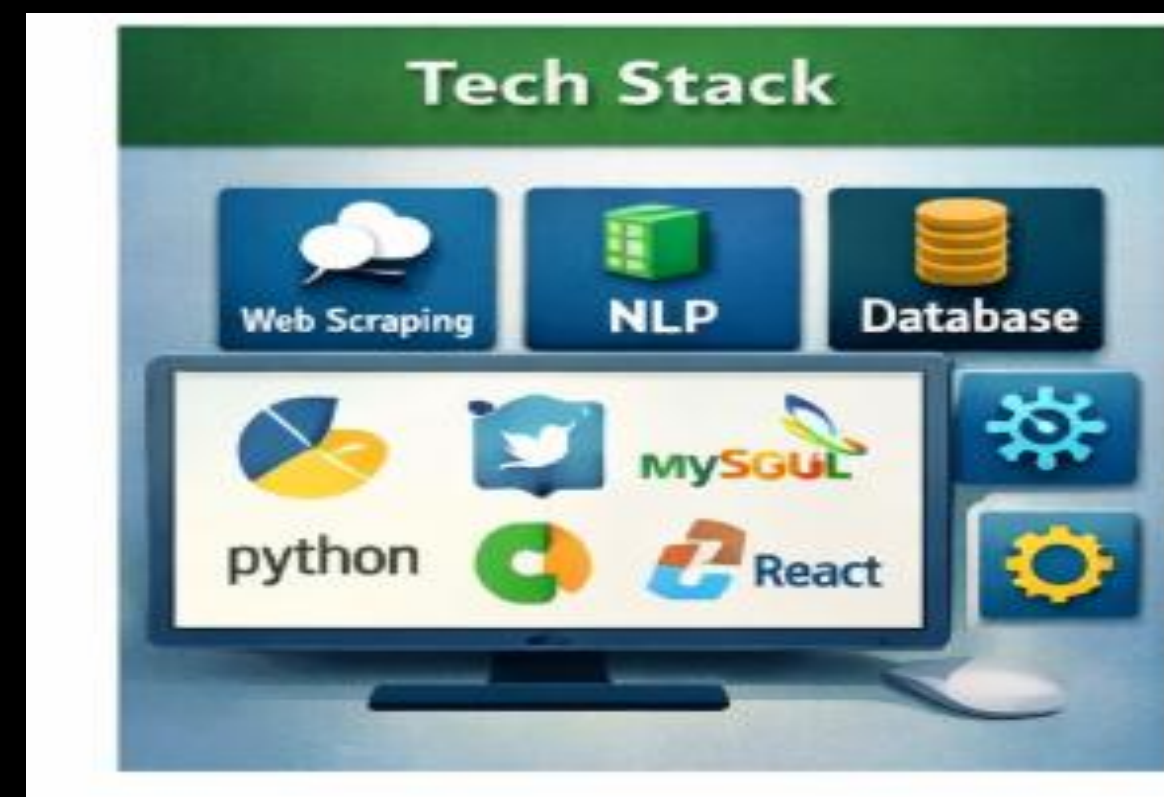 Tech Stack
Web Scraping
NLP
Database
MySGUL
python
React